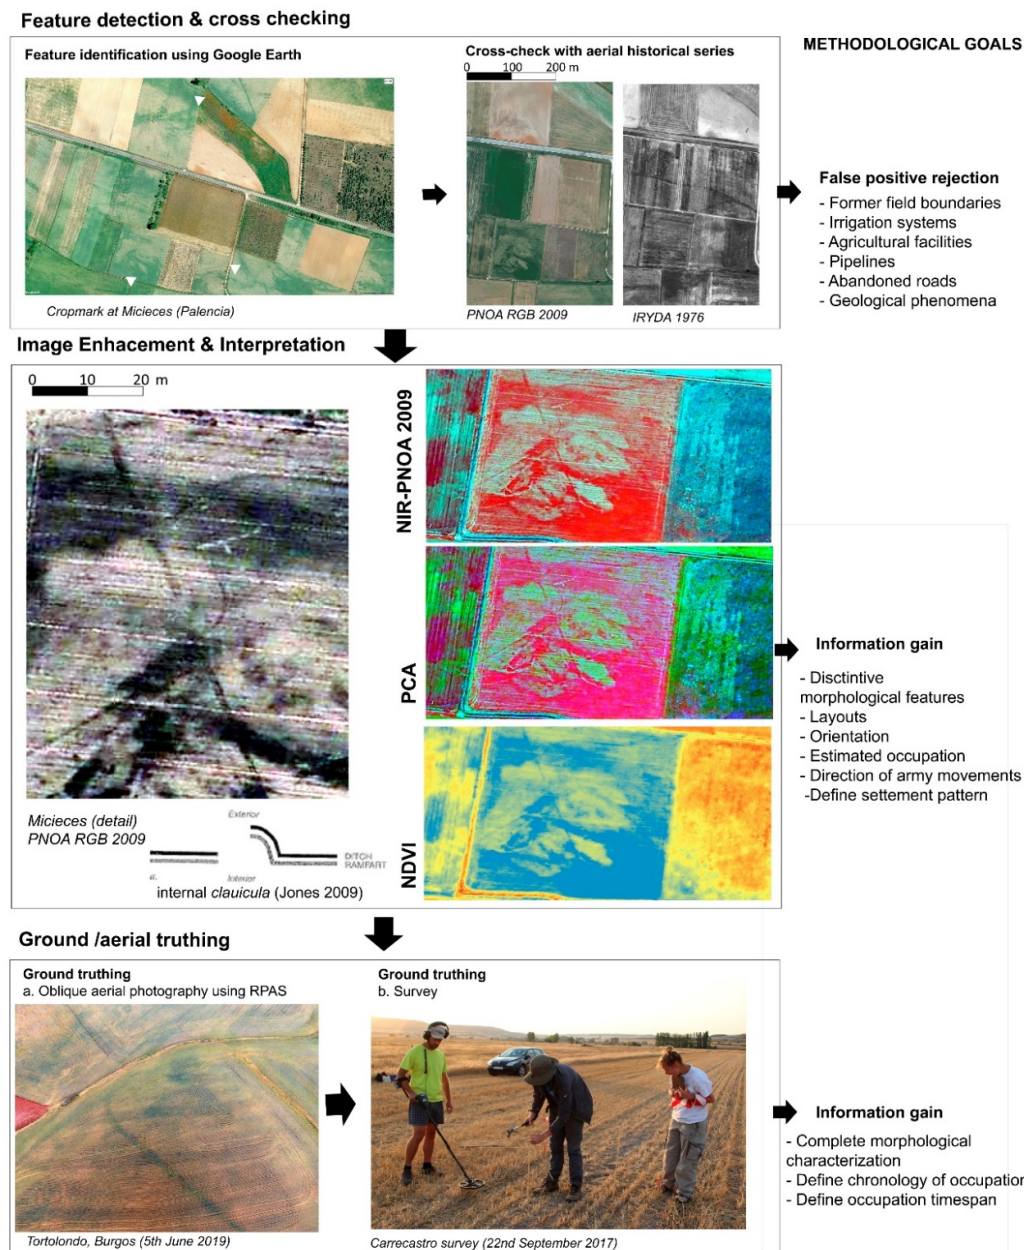 Feature detection & cross checking
METHODOLOGICAL GOALS
Feature identification using Google Earth
Cross-check with aerial historical series
0 100 200 m
Cropmark at Micieces (Palencia)
PNOA RGB 2009
IRYDA 1976
False positive rejection
- Former field boundaries
- Irrigation systems
- Agricultural facilities
- Pipelines
- Abandoned roads
- Geological phenomena
Image Enhacement & Interpretation
0 10 20 m
NIR-PNOA 2009
PCA
NDVI
Micieces (detail)
PNOA RGB 2009
Exterior
DITCH
RAMPART
a.
Interior
internal clauicula (Jones 2009)
Information gain
- Disctintive
morphological features
- Layouts
- Orientation
- Estimated occupation
- Direction of army movements
-Define settement pattern
Ground /aerial truthing
Ground truthing
a. Oblique aerial photography using RPAS
Ground truthing
b. Survey
Tortolondo, Burgos (5th June 2019)
Carrecastro survey (22nd September 2017)
Information gain
- Complete morphological
characterization
- Define chronology of occupation
- Define occupation timespan